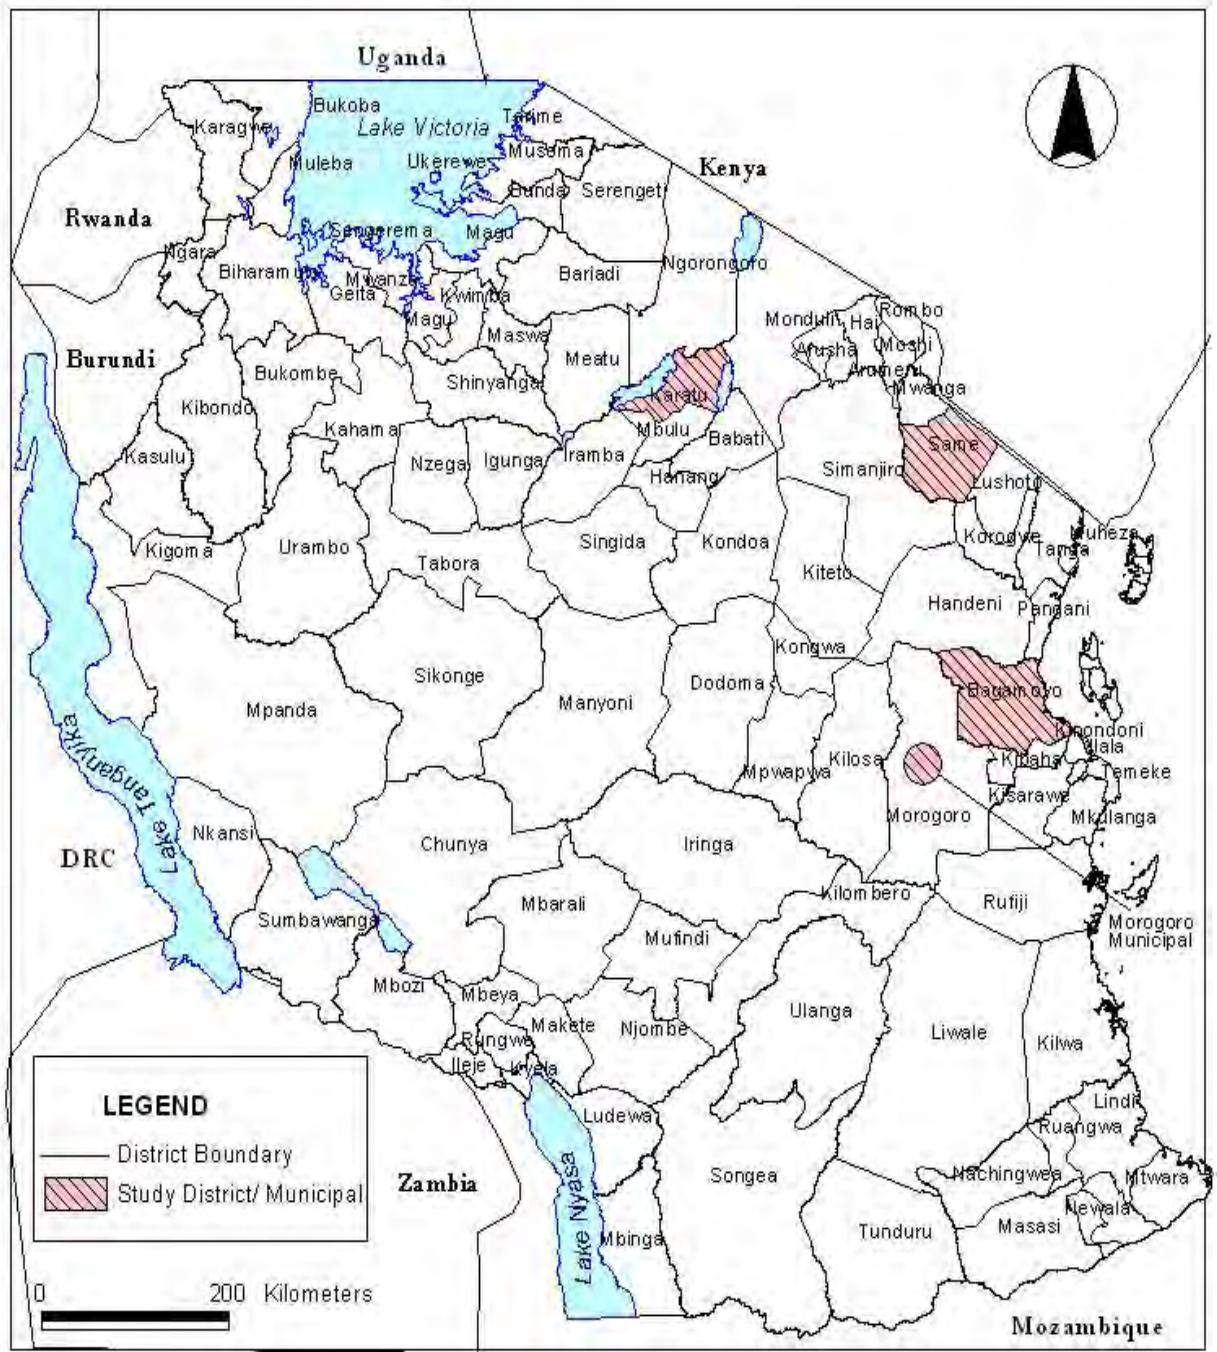 Uganda
Bukoba
Karagwe
Lake Victoria
Tarime
Muleba
Ukerewe
Musoma
Kenya
Bunda
Serengeti
Rwanda
Sengerema
Magu
Ngara
Biharamulo
Mwanza
Geita
Kwimba
Bariadi
Ngorongoro
Magu
Maswa
Monduli
Hai
Rombo
Burundi
Bukombe
Meatu
Arusha
Moshi
Arumeru
Shinyanga
Karatu
Mwanga
Kibondo
Kahama
Mbulu
Babati
Same
Kasulu
Nzega
Igunga
Iramba
Hanang
Simanjiro
Lushoto
Kigoma
Urambo
Tabora
Singida
Kondoa
Korogwe
Muheza
Tanga
Kiteto
Handeni
Pangani
Kongwa
Sikonge
Dodoma
Bagamoyo
Mpanda
Manyoni
Kinondoni
Ilala
Lake Tanganyika
Mpwapwa
Kilosa
Kibaha
Temeke
Kisarawe
Nkansi
Chunya
Iringa
Morogoro
Mkulanga
DRC
Sumbawanga
Mbarali
Kilombero
Rufiji
Mufindi
Morogoro
Municipal
Mbozi
Mbeya
Makete
Njombe
Ulanga
Liwale
Kilwa
Rungwe
Ileje
Kyela
LEGEND
Ludewa
Lindi
Ruangwa
District Boundary
Study District/ Municipal
Zambia
Lake Nyasa
Songea
Nachingwea
Mtwara
Newala
Mbinga
Tunduru
Masasi
0 200 Kilometers
Mozambique